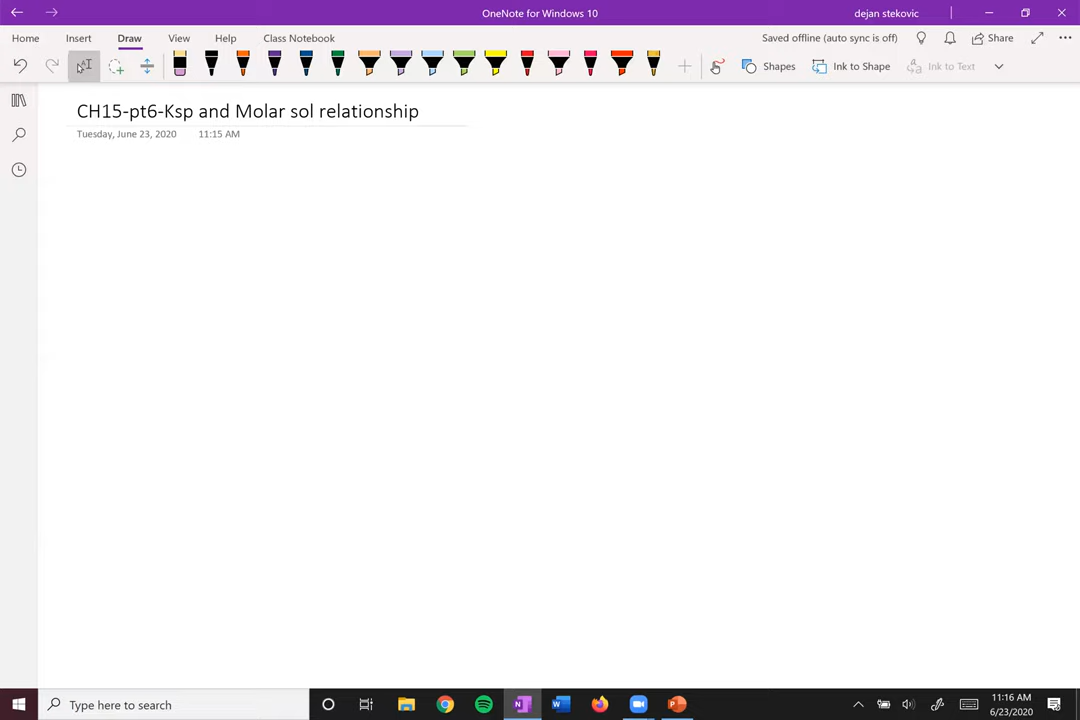 OneNote for Windows 10
dejan stekovic
Home Insert Draw View Help Class Notebook
Saved offline (auto sync is off)
Share
Shapes
Ink to Shape
Ink to Text
CH15-pt6-Ksp and Molar sol relationship
Tuesday, June 23, 2020 11:15 AM
Type here to search
11:16 AM
6/23/2020